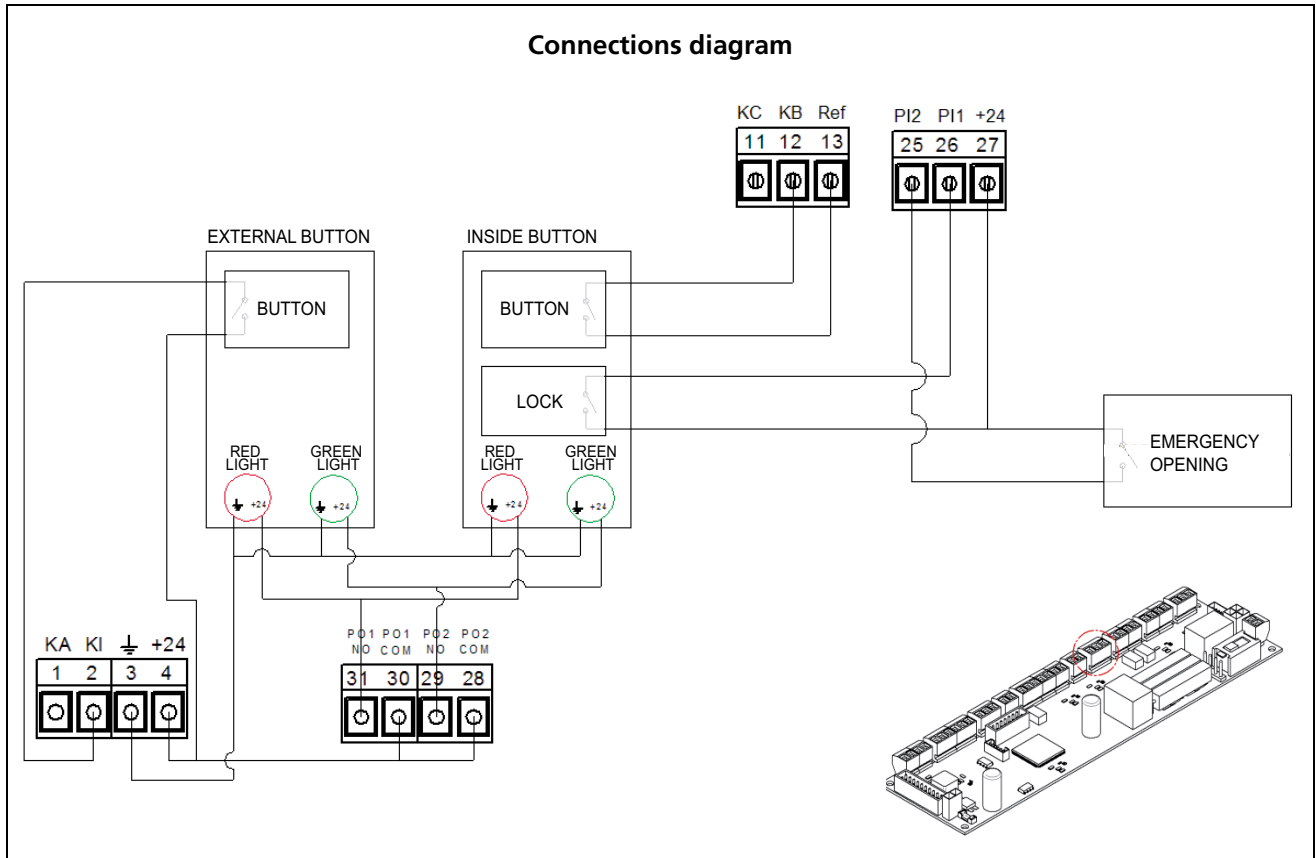 Connections diagram
KC KB Ref
11 12 13
PI2 PI1 +24
25 26 27
EXTERNAL BUTTON
BUTTON
RED
LIGHT
GREEN
LIGHT
+24
+24
INSIDE BUTTON
BUTTON
LOCK
RED
LIGHT
GREEN
LIGHT
+24
+24
EMERGENCY
OPENING
KA KI +24
1 2 3 4
PO1 PO1 PO2 PO2
NO COM NO COM
31 30 29 28